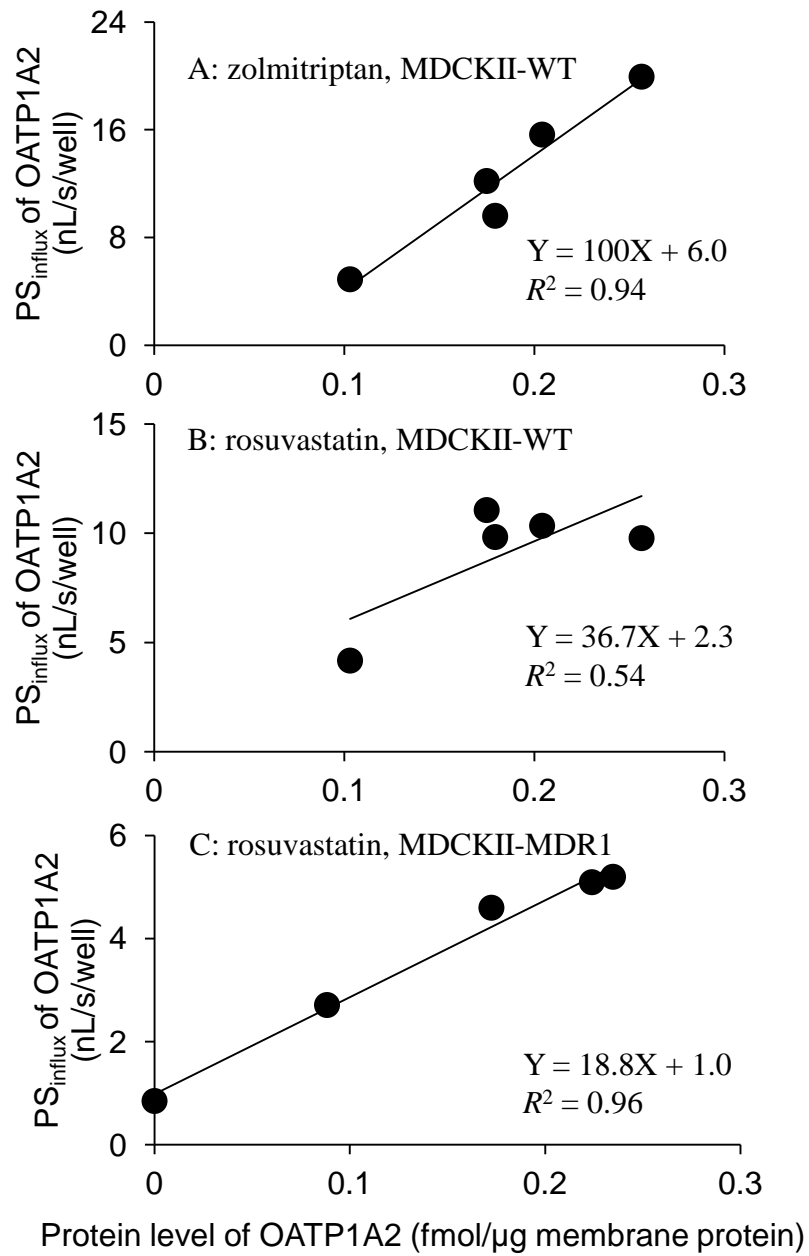 24
16
8
0
PSinflux of OATP1A2
(nL/s/well)
A: zolmitriptan, MDCKII-WT
Y = 100X + 6.0
R² = 0.94
0
0.1
0.2
0.3
15
10
5
0
PSinflux of OATP1A2
(nL/s/well)
B: rosuvastatin, MDCKII-WT
Y = 36.7X + 2.3
R² = 0.54
0
0.1
0.2
0.3
6
4
2
0
PSinflux of OATP1A2
(nL/s/well)
C: rosuvastatin, MDCKII-MDR1
Y = 18.8X + 1.0
R² = 0.96
0
0.1
0.2
0.3
Protein level of OATP1A2 (fmol/µg membrane protein)